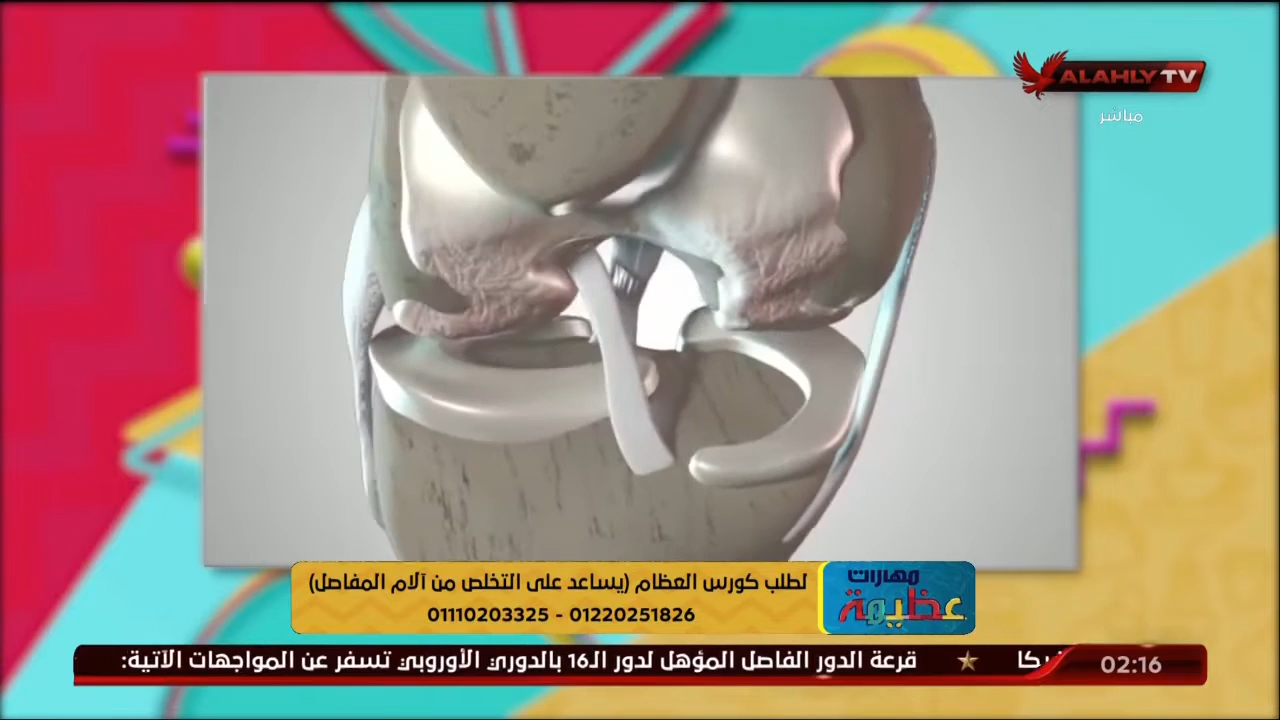 ALAHLY TV
مباشر
مهارات
عظيمة
لطلب كورس العظام (يساعد على التخلص من آلام المفاصل)
01110203325 - 01220251826
02:16
قرعة الدور الفاصل المؤهل لدور الـ16 بالدوري الأوروبي تسفر عن المواجهات الآتية: